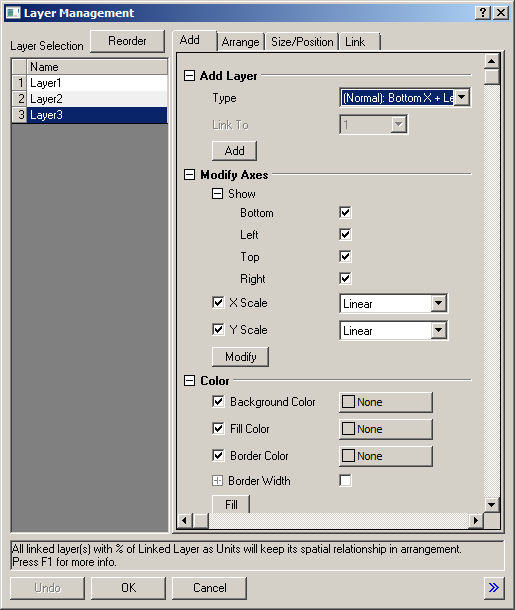 Layer Management
Layer Selection
Reorder
Name
1 Layer1
2 Layer2
3 Layer3
Add
Arrange
Size/Position
Link
Add Layer
Type
(Normal): Bottom X + Le
Link To
1
Add
Modify Axes
Show
Bottom
Left
Top
Right
X Scale
Linear
Y Scale
Linear
Modify
Color
Background Color
None
Fill Color
None
Border Color
None
Border Width
Fill
All linked layer(s) with % of Linked Layer as Units will keep its spatial relationship in arrangement.
Press F1 for more info.
Undo
OK
Cancel